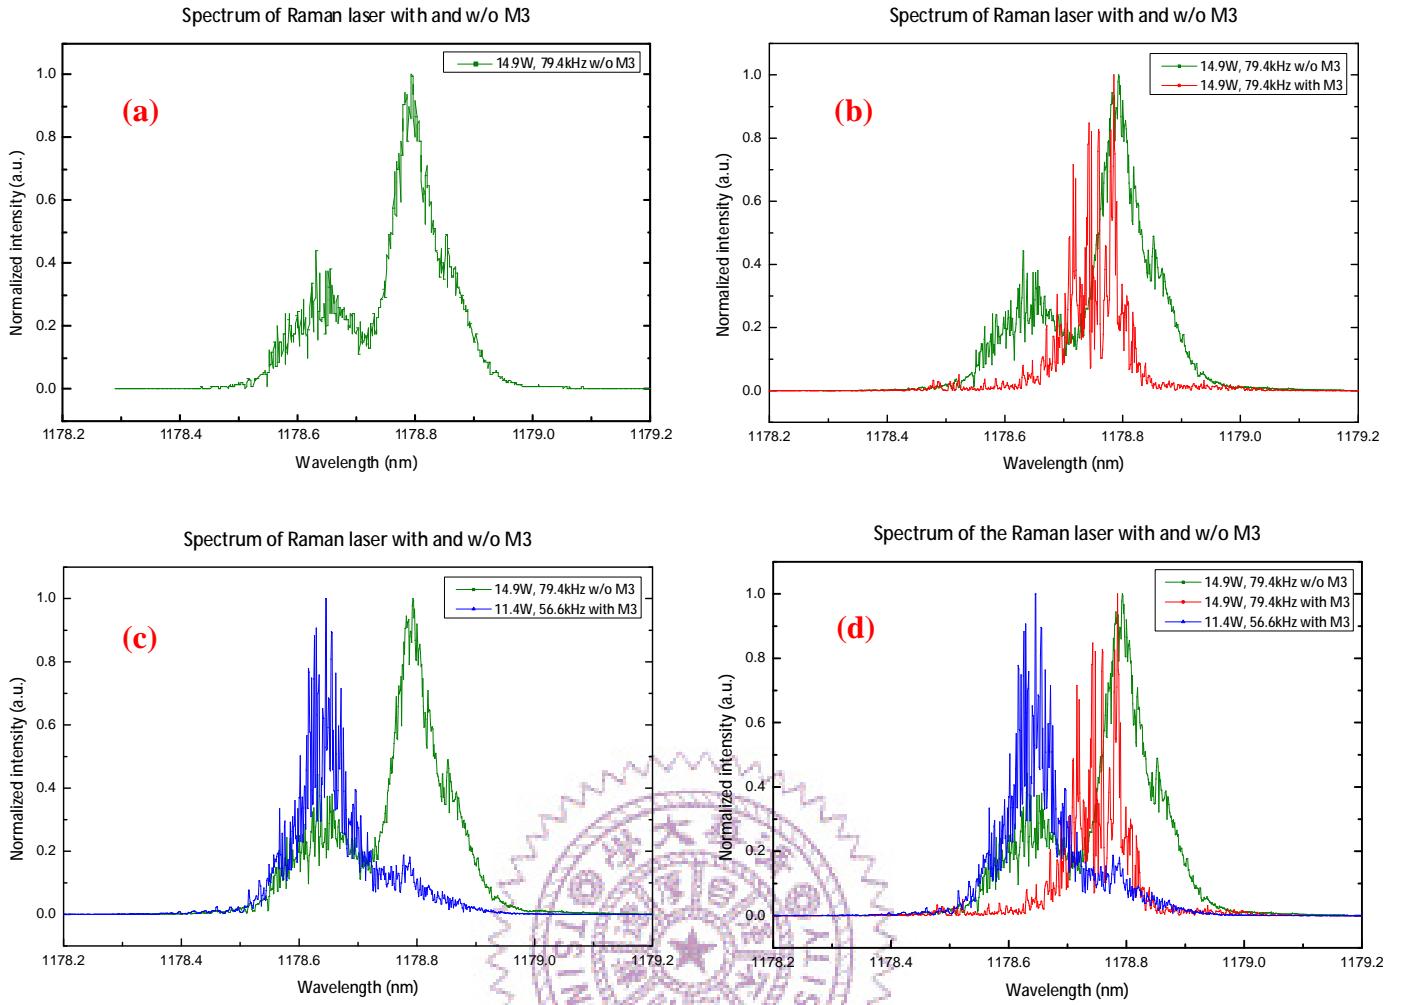 Spectrum of Raman laser with and w/o M3
14.9W, 79.4kHz w/o M3
(a)
Normalized intensity (a.u.)
1.0
0.8
0.6
0.4
0.2
0.0
1178.2 1178.4 1178.6 1178.8 1179.0 1179.2
Wavelength (nm)
Spectrum of Raman laser with and w/o M3
14.9W, 79.4kHz w/o M3
14.9W, 79.4kHz with M3
(b)
Normalized intensity (a.u.)
1.0
0.8
0.6
0.4
0.2
0.0
1178.2 1178.4 1178.6 1178.8 1179.0 1179.2
Wavelength (nm)
Spectrum of Raman laser with and w/o M3
14.9W, 79.4kHz w/o M3
11.4W, 56.6kHz with M3
(c)
Normalized intensity (a.u.)
1.0
0.8
0.6
0.4
0.2
0.0
1178.2 1178.4 1178.6 1178.8 1179.0 1179.2
Wavelength (nm)
Spectrum of the Raman laser with and w/o M3
14.9W, 79.4kHz w/o M3
14.9W, 79.4kHz with M3
11.4W, 56.6kHz with M3
(d)
Normalized intensity (a.u.)
1.0
0.8
0.6
0.4
0.2
0.0
1178.2 1178.4 1178.6 1178.8 1179.0 1179.2
Wavelength (nm)